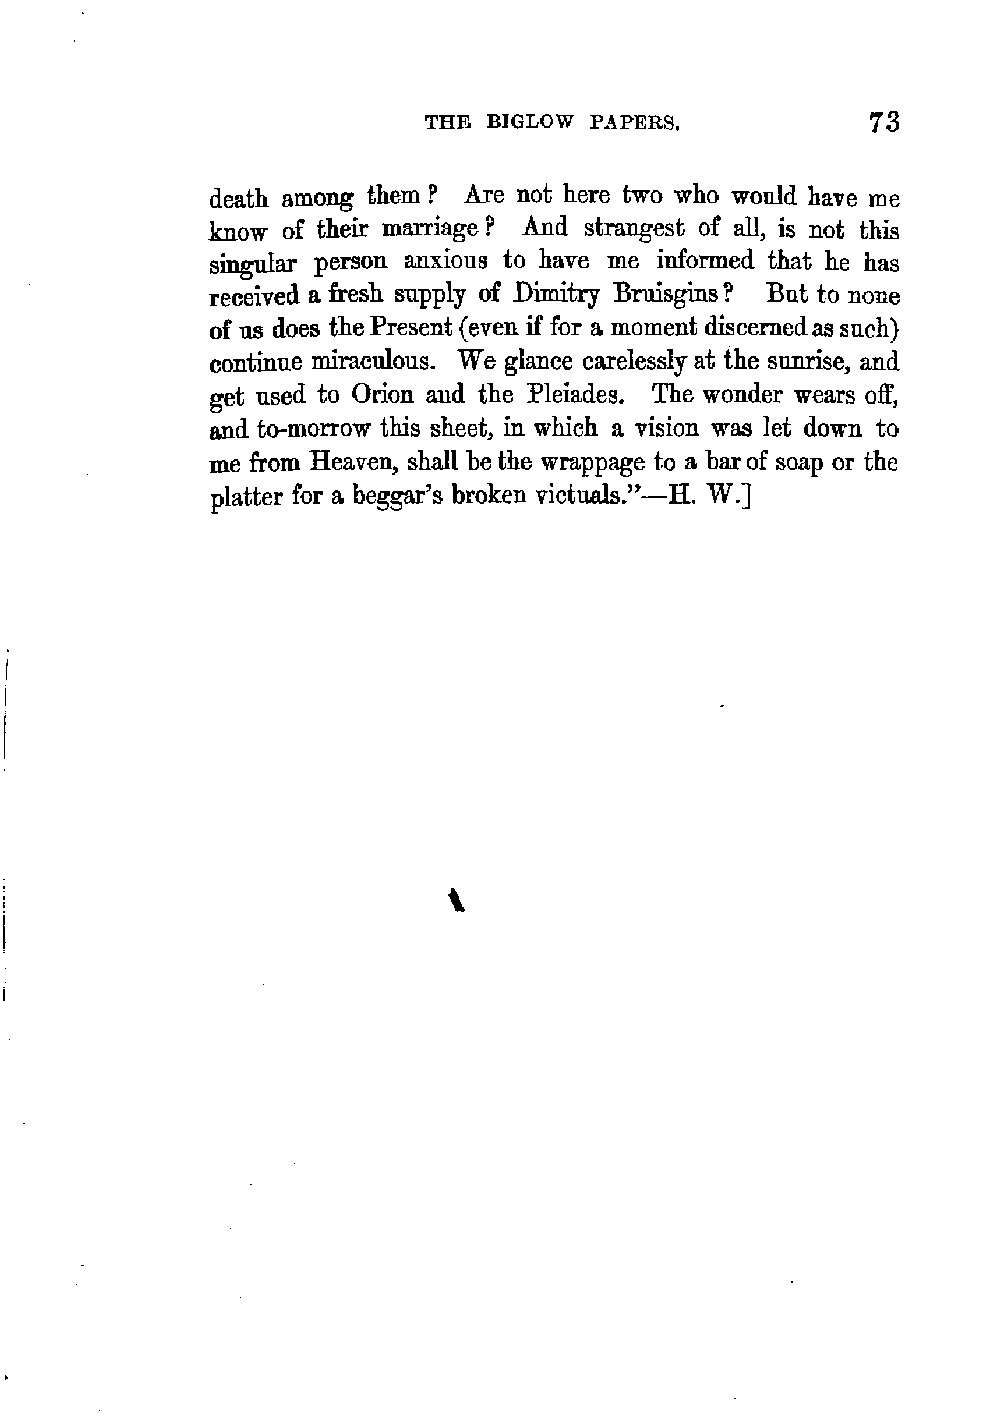 THE BIGLOW PAPERS. 73
death among them? Are not here two who would have me
know of their marriage? And strangest of all, is not this
singular person anxious to have me informed that he has
received a fresh supply of Dimitry Bruisgins? But to none
of us does the Present (even if for a moment discerned as such)
continue miraculous. We glance carelessly at the sunrise, and
get used to Orion and the Pleiades. The wonder wears off,
and to-morrow this sheet, in which a vision was let down to
me from Heaven, shall be the wrappage to a bar of soap or the
platter for a beggar's broken victuals."—H. W.]